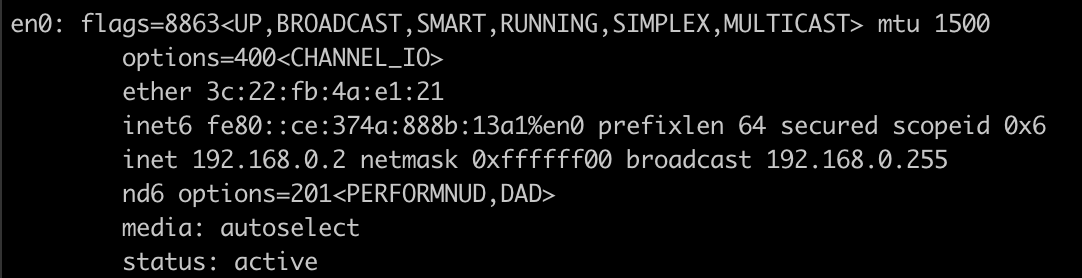 en0: flags=8863<UP,BROADCAST,SMART,RUNNING,SIMPLEX,MULTICAST> mtu 1500
options=400<CHANNEL_IO>
ether 3c:22:fb:4a:e1:21
inet6 fe80::ce:374a:888b:13a1%en0 prefixlen 64 secured scopeid 0x6
inet 192.168.0.2 netmask 0xffffff00 broadcast 192.168.0.255
nd6 options=201<PERFORMNUD,DAD>
media: autoselect
status: active